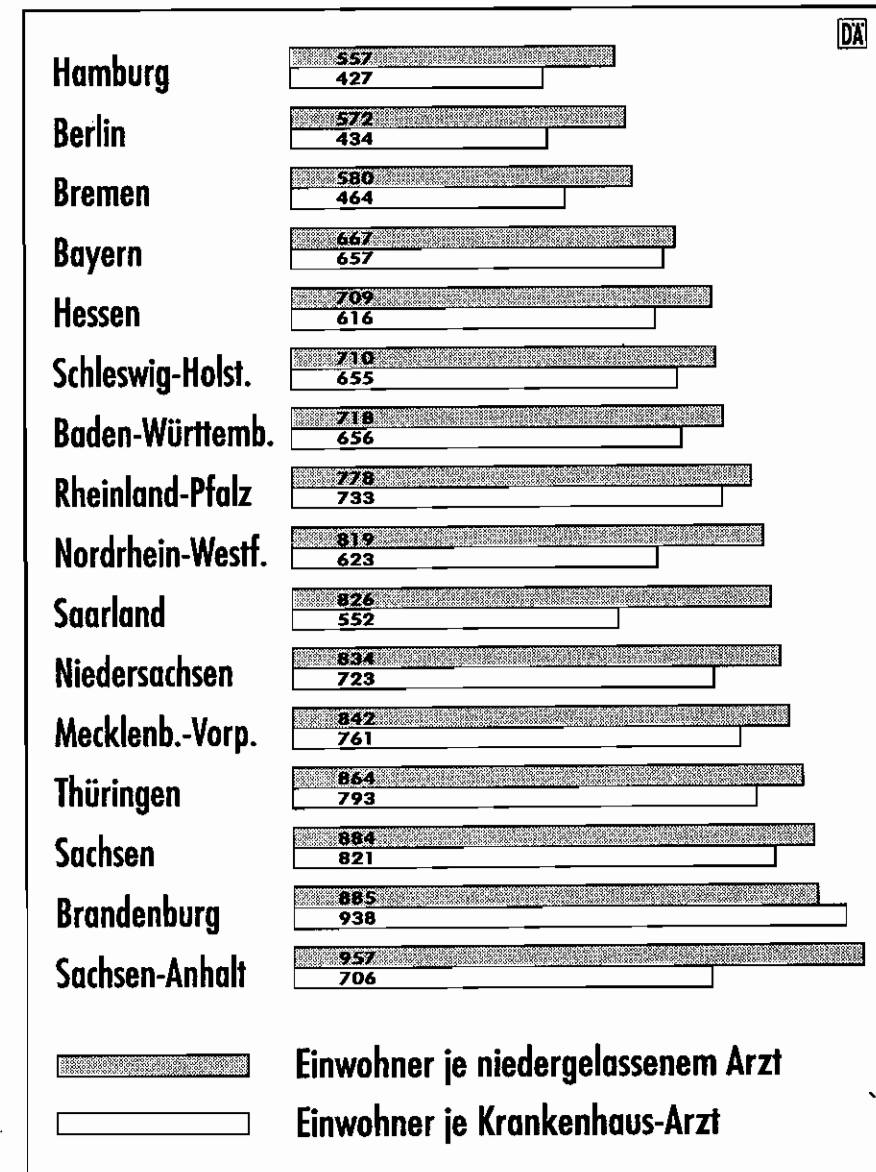 DÄ
Hamburg
557
427
Berlin
572
434
Bremen
580
464
Bayern
667
657
Hessen
709
616
Schleswig-Holst.
710
655
Baden-Württemb.
718
656
Rheinland-Pfalz
778
733
Nordrhein-Westf.
819
623
Saarland
826
552
Niedersachsen
834
723
Mecklenb.-Vorp.
842
761
Thüringen
864
793
Sachsen
884
821
Brandenburg
885
938
Sachsen-Anhalt
957
706
Einwohner je niedergelassenem Arzt
Einwohner je Krankenhaus-Arzt